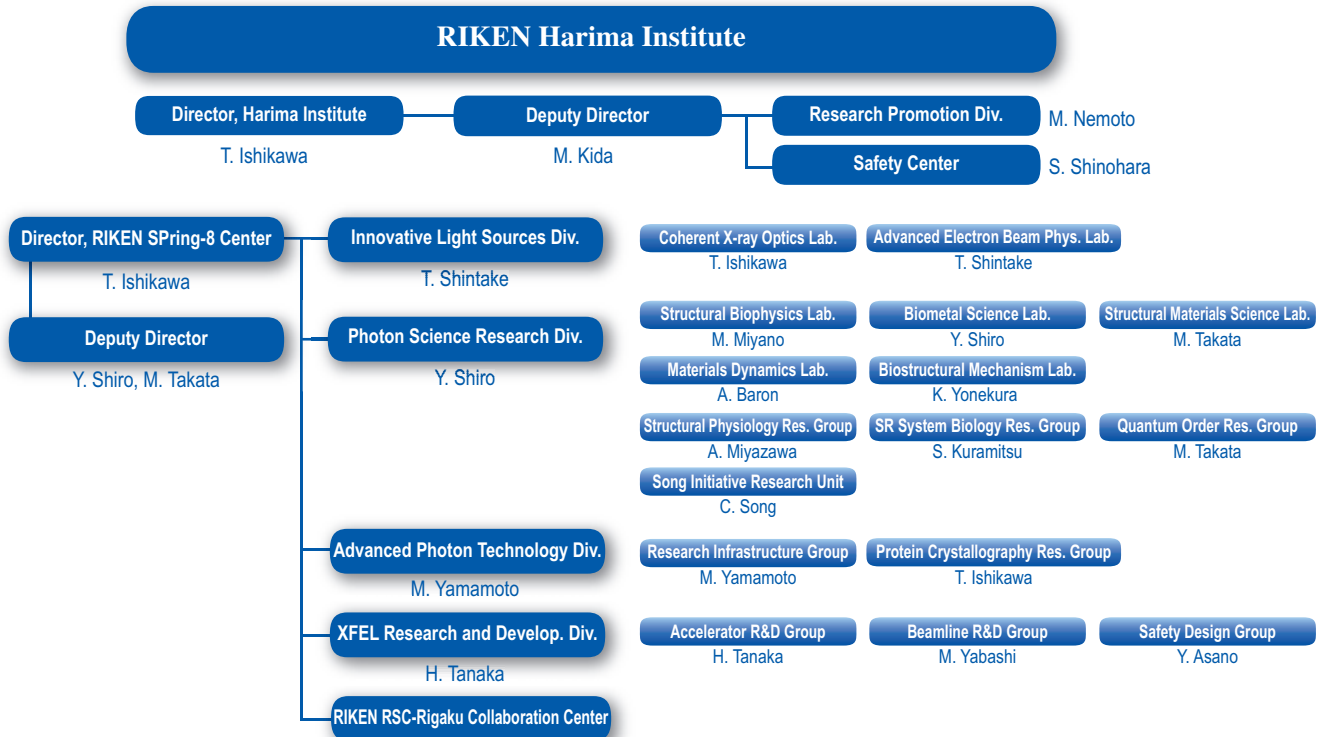 RIKEN Harima Institute
Director, Harima Institute
Deputy Director
Research Promotion Div.
M. Nemoto
T. Ishikawa
M. Kida
Safety Center
S. Shinohara
Director, RIKEN SPring-8 Center
T. Ishikawa
Deputy Director
Y. Shiro, M. Takata
Innovative Light Sources Div.
T. Shintake
Coherent X-ray Optics Lab.
T. Ishikawa
Advanced Electron Beam Phys. Lab.
T. Shintake
Photon Science Research Div.
Y. Shiro
Structural Biophysics Lab.
M. Miyano
Biometal Science Lab.
Y. Shiro
Structural Materials Science Lab.
M. Takata
Materials Dynamics Lab.
A. Baron
Biostructural Mechanism Lab.
K. Yonekura
Structural Physiology Res. Group
A. Miyazawa
SR System Biology Res. Group
S. Kuramitsu
Quantum Order Res. Group
M. Takata
Song Initiative Research Unit
C. Song
Advanced Photon Technology Div.
M. Yamamoto
Research Infrastructure Group
M. Yamamoto
Protein Crystallography Res. Group
T. Ishikawa
XFEL Research and Develop. Div.
H. Tanaka
Accelerator R&D Group
H. Tanaka
Beamline R&D Group
M. Yabashi
Safety Design Group
Y. Asano
RIKEN RSC-Rigaku Collaboration Center